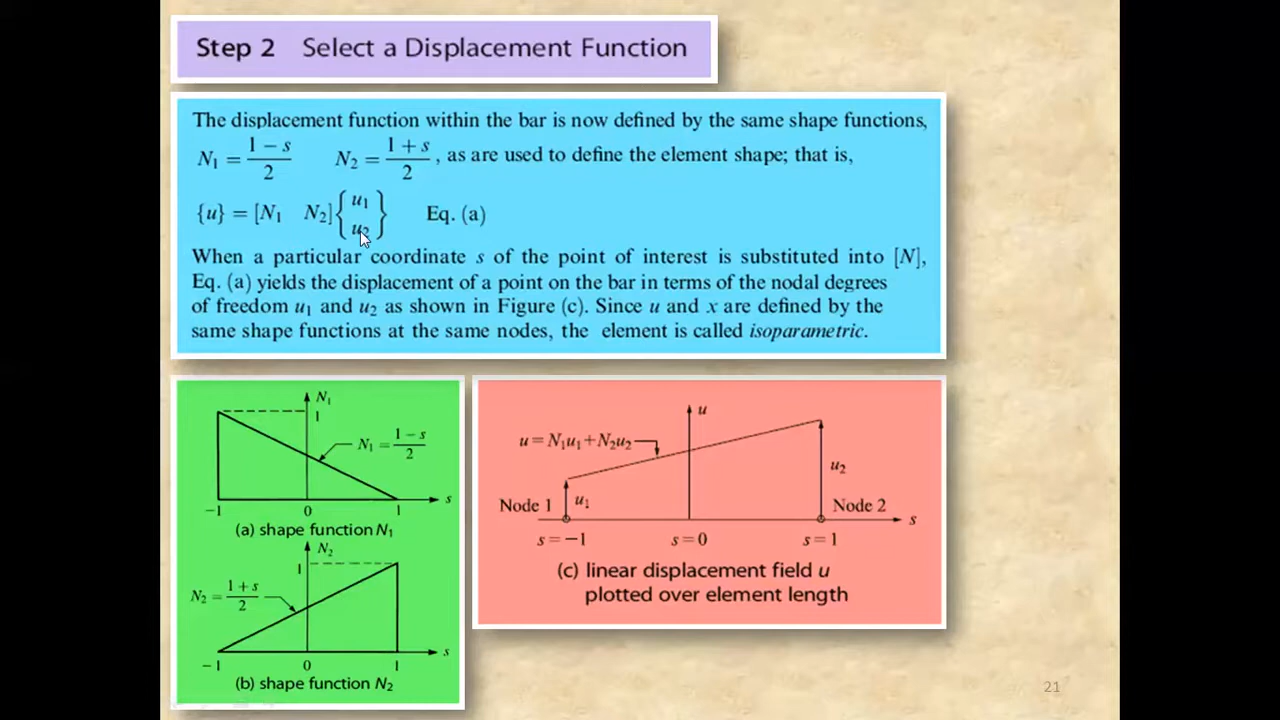 Step 2 Select a Displacement Function
The displacement function within the bar is now defined by the same shape functions,
N₁ = (1 − s)/2 N₂ = (1 + s)/2, as are used to define the element shape; that is,
{u} = [N₁ N₂]{u₁ u₂} Eq. (a)
When a particular coordinate s of the point of interest is substituted into [N],
Eq. (a) yields the displacement of a point on the bar in terms of the nodal degrees
of freedom u₁ and u₂ as shown in Figure (c). Since u and x are defined by the
same shape functions at the same nodes, the element is called isoparametric.
N₁
1
N₁ = (1 − s)/2
s
−1 0 1
(a) shape function N₁
N₂
1
N₂ = (1 + s)/2
s
−1 0 1
(b) shape function N₂
u
u = N₁u₁ + N₂u₂
u₂
Node 1 u₁ Node 2
s
s = −1 s = 0 s = 1
(c) linear displacement field u
plotted over element length
21